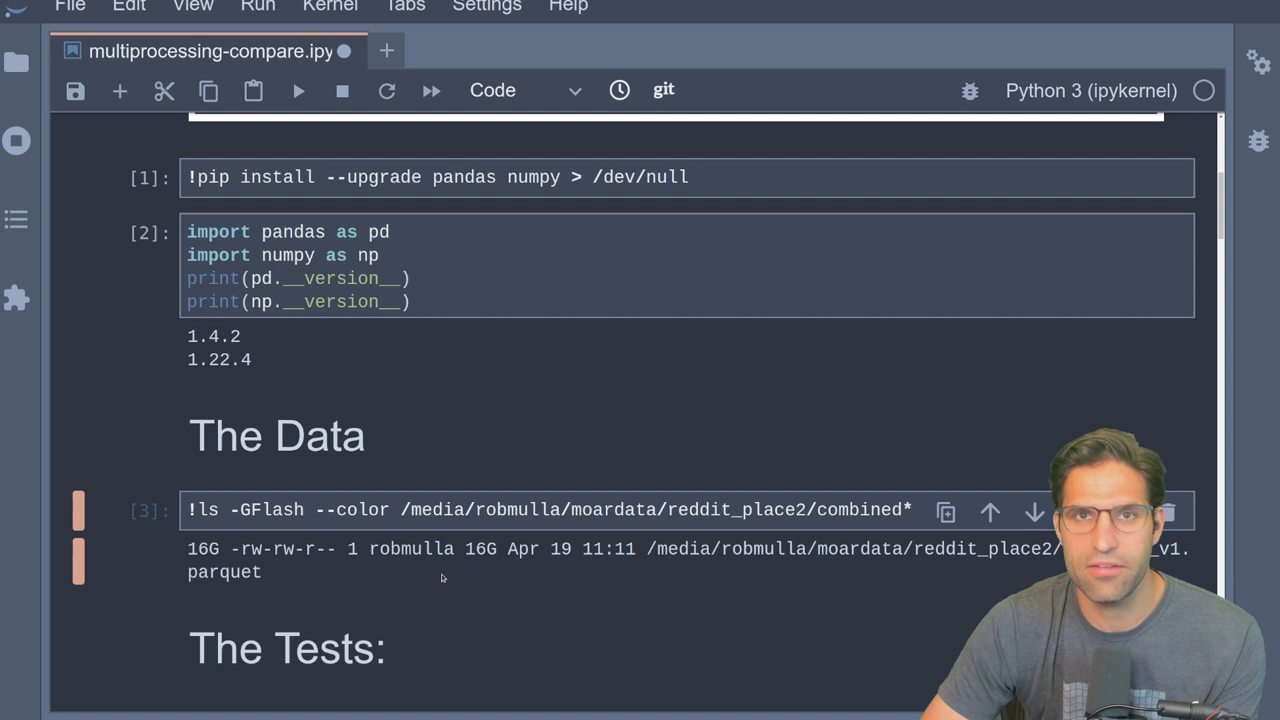 File Edit View Run Kernel Tabs Settings Help
multiprocessing-compare.ipy
Code git Python 3 (ipykernel)
[1]: !pip install --upgrade pandas numpy > /dev/null
[2]: import pandas as pd
import numpy as np
print(pd.__version__)
print(np.__version__)
1.4.2
1.22.4
The Data
[3]: !ls -GFlash --color /media/robmulla/moardata/reddit_place2/combined*
16G -rw-rw-r-- 1 robmulla 16G Apr 19 11:11 /media/robmulla/moardata/reddit_place2/ _v1.
parquet
The Tests: